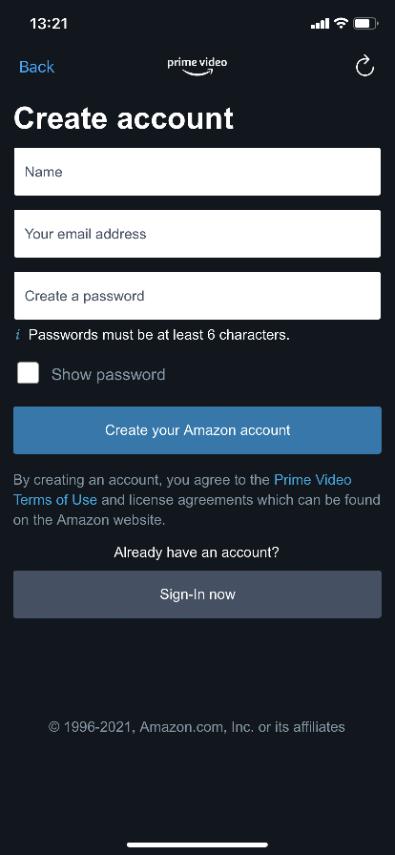 13:21
Back
prime video
Create account
Name
Your email address
Create a password
i Passwords must be at least 6 characters.
Show password
Create your Amazon account
By creating an account, you agree to the Prime Video
Terms of Use and license agreements which can be found
on the Amazon website.
Already have an account?
Sign-In now
© 1996-2021, Amazon.com, Inc. or its affiliates